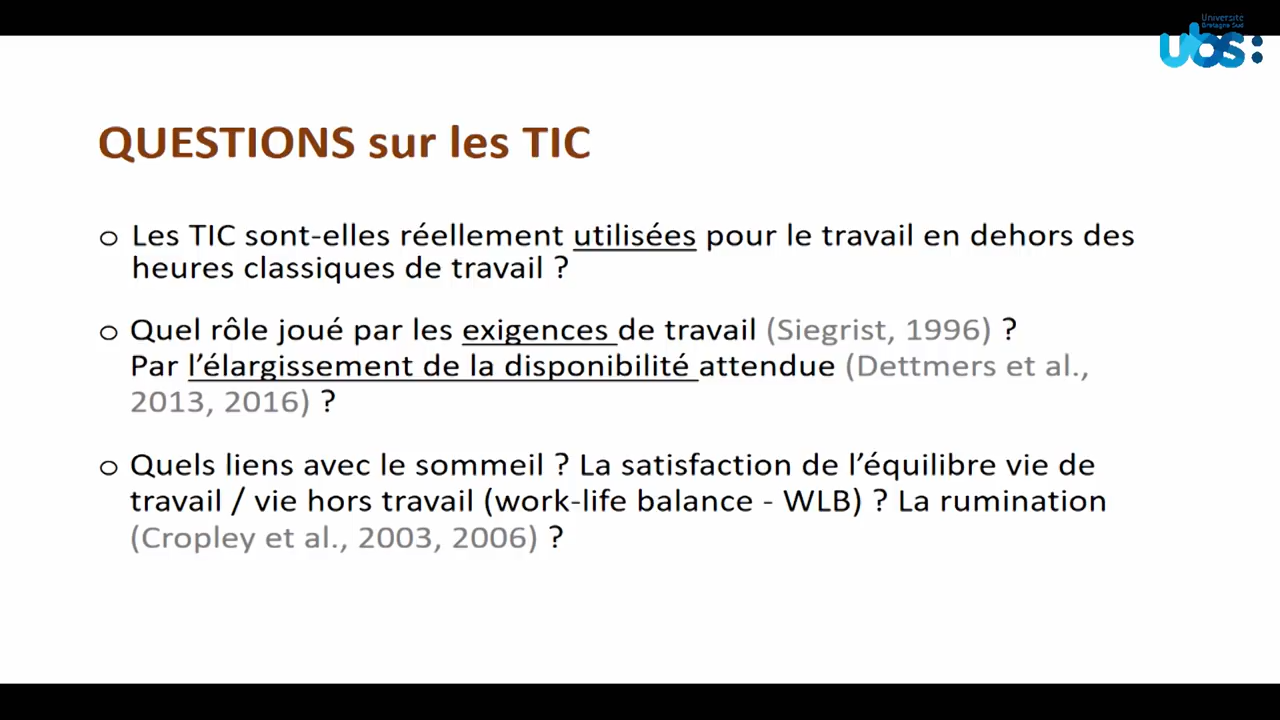 Université
Bretagne Sud
ubs:
QUESTIONS sur les TIC
o Les TIC sont-elles réellement utilisées pour le travail en dehors des
heures classiques de travail ?
o Quel rôle joué par les exigences de travail (Siegrist, 1996) ?
Par l’élargissement de la disponibilité attendue (Dettmers et al.,
2013, 2016) ?
o Quels liens avec le sommeil ? La satisfaction de l’équilibre vie de
travail / vie hors travail (work-life balance - WLB) ? La rumination
(Cropley et al., 2003, 2006) ?